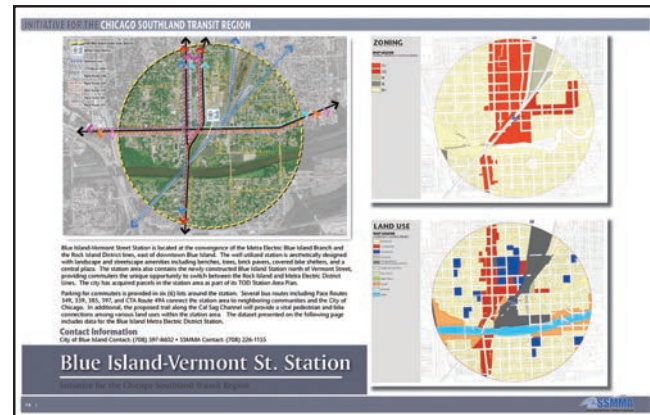 INITIATIVE FOR THE CHICAGO SOUTHLAND TRANSIT REGION
ZONING
LAND USE
Blue Island-Vermont Street Station is located at the convergence of the Metra Electric Blue Island Branch and
the Rock Island District lines, east of downtown Blue Island. The well utilized station is aesthetically designed
with landscape and streetscape amenities including benches, trees, brick pavers, covered bike shelters, and a
central plaza. The station area also contains the newly constructed Blue Island Station north of Vermont Street,
providing commuters the unique opportunity to switch between the Rock Island and Metra Electric District
Lines. The city has acquired parcels in the station area as part of its TOD Station Area Plan.
Parking for commuters is provided in six (6) lots around the station. Several bus routes including Pace Routes
349, 359, 385, 597, and CTA Route 49A connect the station area to neighboring communities and the City of
Chicago. In additional, the proposed trail along the Cal Sag Channel will provide a vital pedestrian and bike
connections among various land uses within the station area. The dataset presented on the following page
includes data for the Blue Island Metra Electric District Station.
Contact Information
City of Blue Island Contact: (708) 597-8602 • SSMMA Contact: (708) 226-1155
Blue Island-Vermont St. Station
Initiative for the Chicago Southland Transit Region
SSMMA